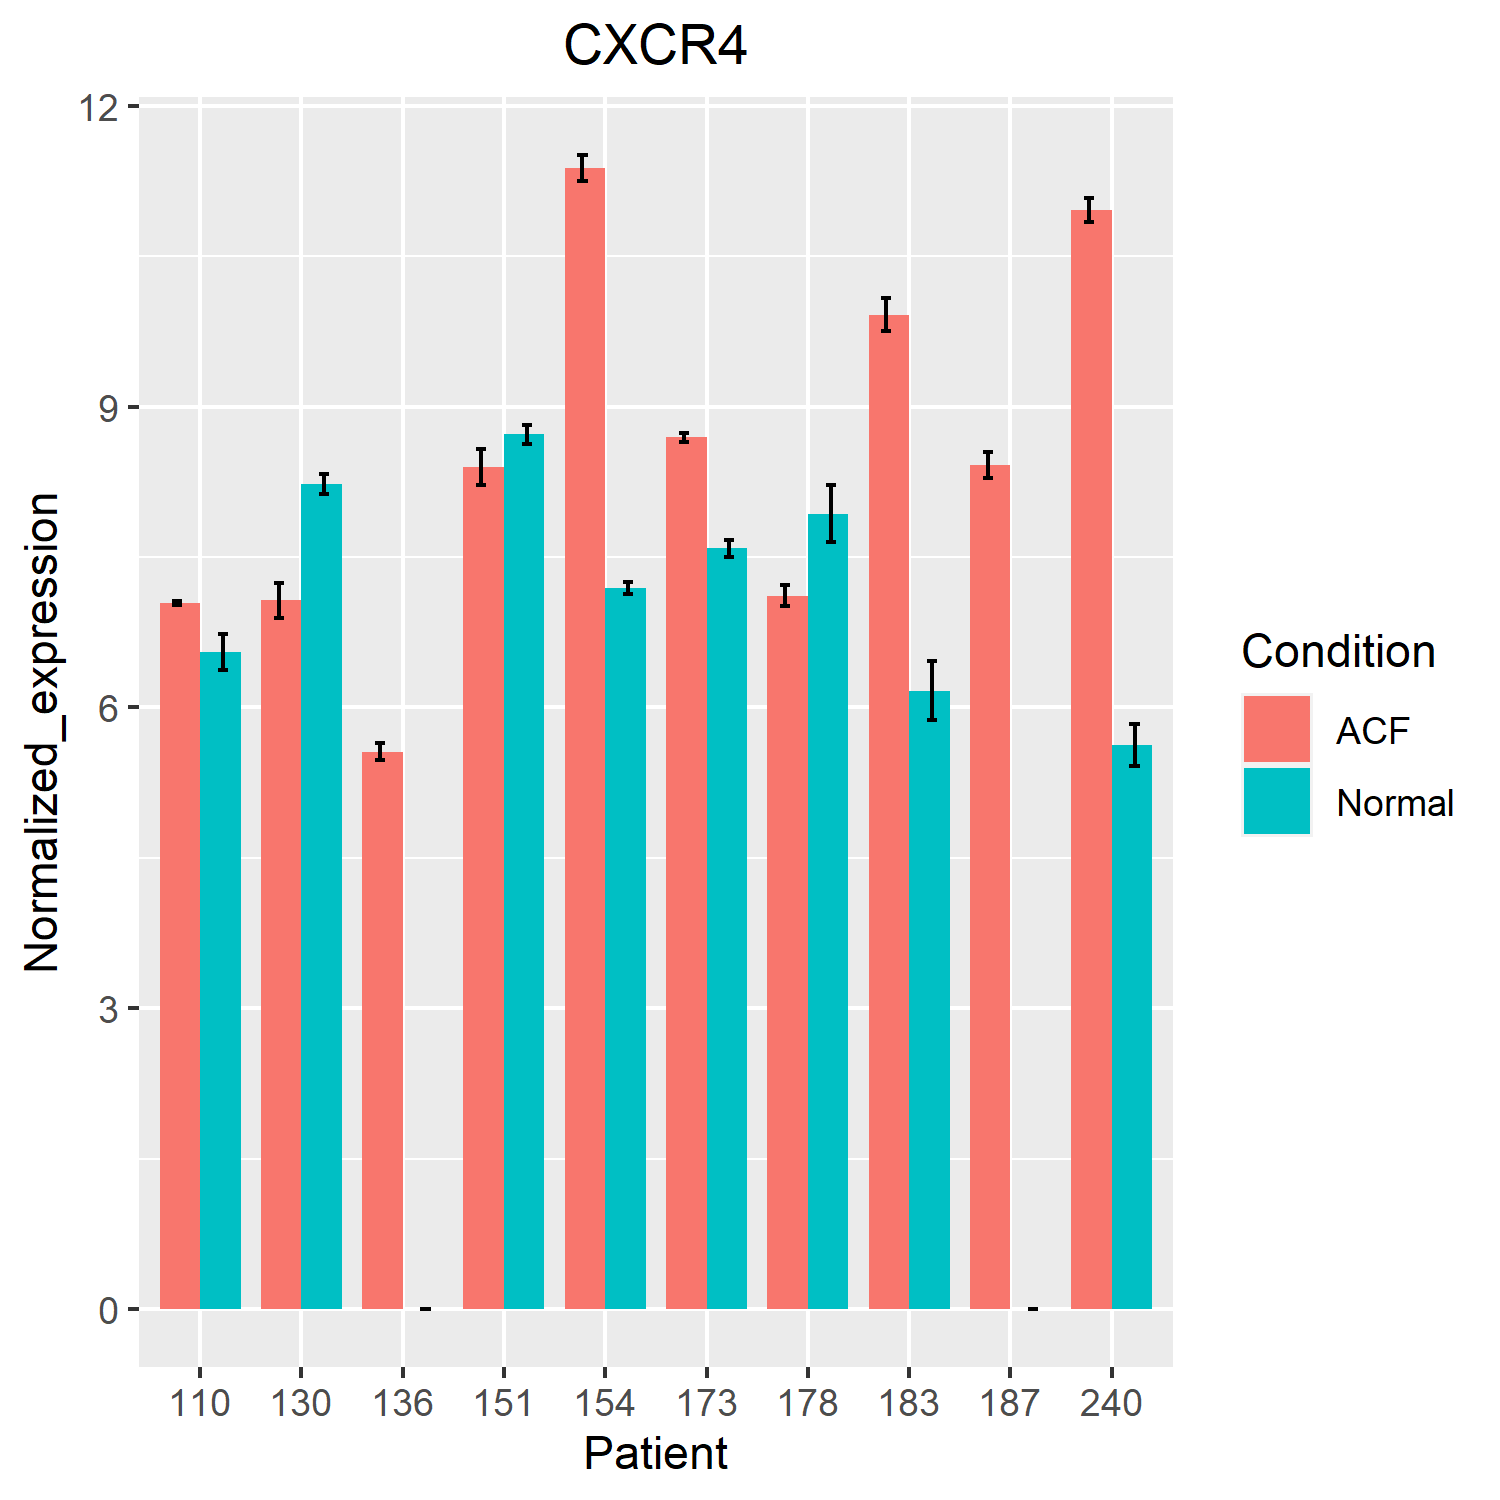 CXCR4
Normalized_expression
12
9
6
3
0
110 130 136 151 154 173 178 183 187 240
Patient
Condition
ACF
Normal